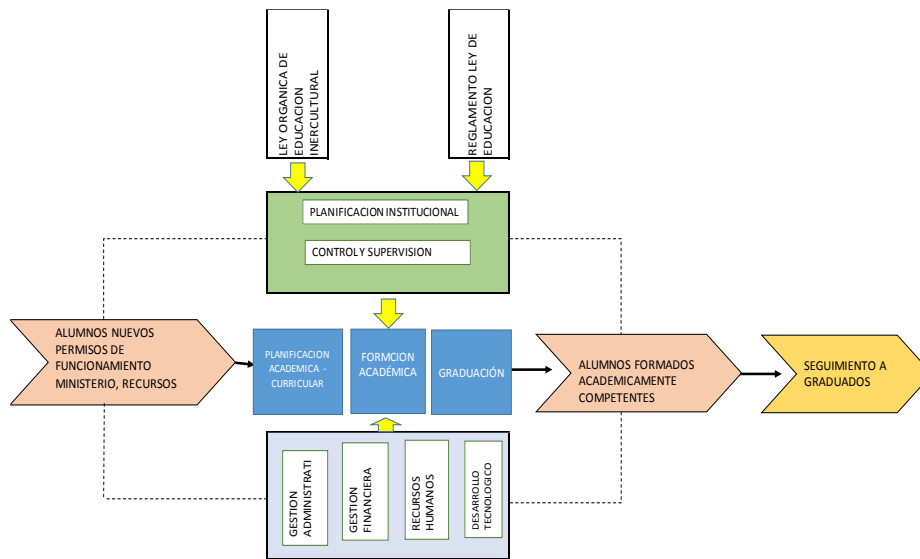 LEY ORGANICA DE
EDUCACION
INERCULTURAL
REGLAMENTO LEY DE
EDUCACION
PLANIFICACION INSTITUCIONAL
CONTROL Y SUPERVISION
ALUMNOS NUEVOS
PERMISOS DE
FUNCIONAMIENTO
MINISTERIO, RECURSOS
PLANIFICACION
ACADEMICA -
CURRICULAR
FORMCION
ACADÉMICA
GRADUACIÓN
ALUMNOS FORMADOS
ACADEMICAMENTE
COMPETENTES
SEGUIMIENTO A
GRADUADOS
GESTION
ADMINISTRATI
GESTION
FINANCIERA
RECURSOS
HUMANOS
DESARROLLO
TECNOLOGICO